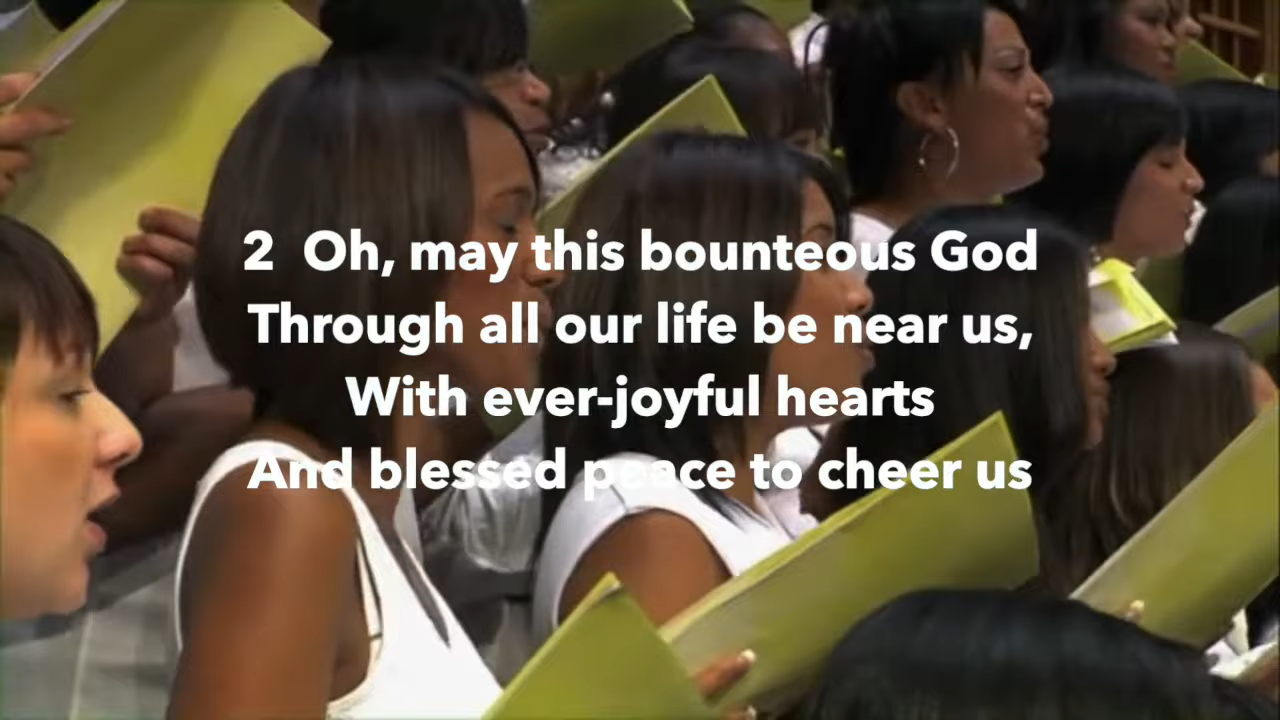 2 Oh, may this bounteous God
Through all our life be near us,
With ever-joyful hearts
And blessed peace to cheer us